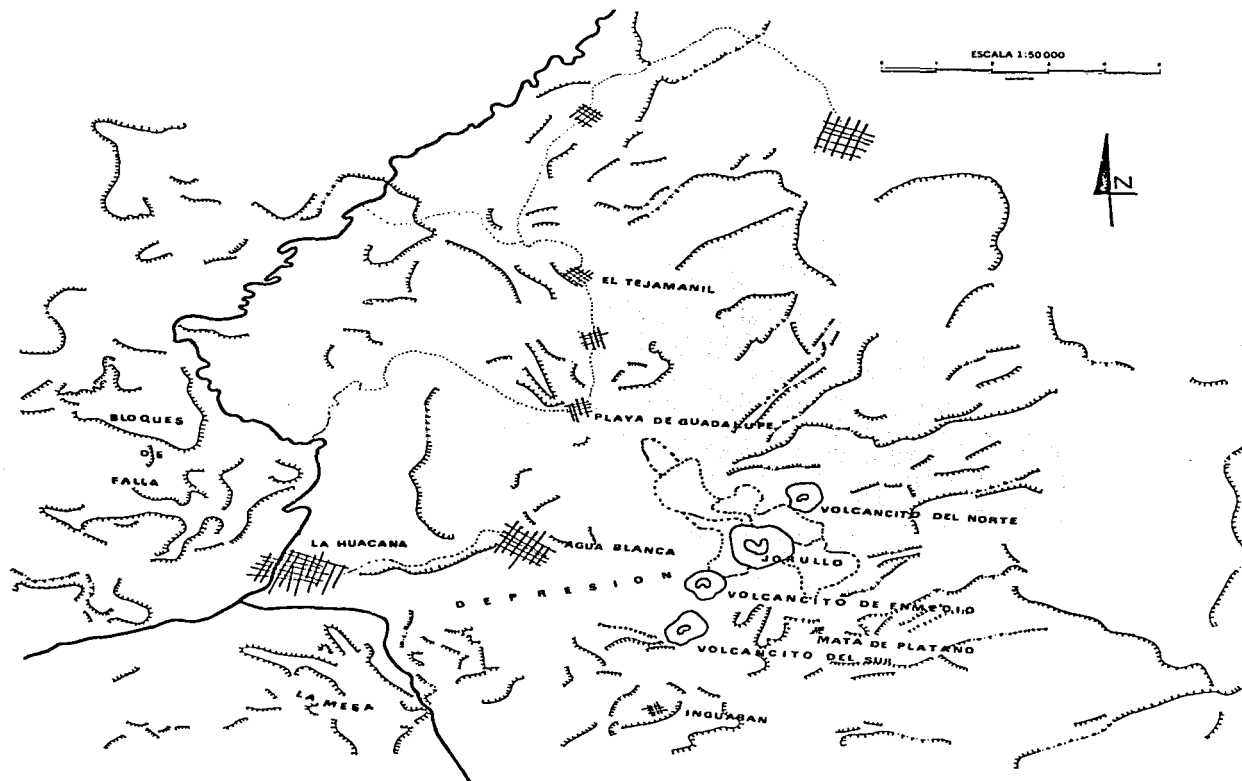 ESCALA 1:50 000
N
EL TEJAMANIL
PLAYA DE GUADALUPE
BLOQUES
DE
FALLA
VOLCANCITO DEL NORTE
LA HUACANA
AGUA BLANCA
JORULLO
DEPRESION
VOLCANCITO DE ENMEDIO
MATA DE PLATANO
VOLCANCITO DEL SUR
LA MESA
INGUARAN